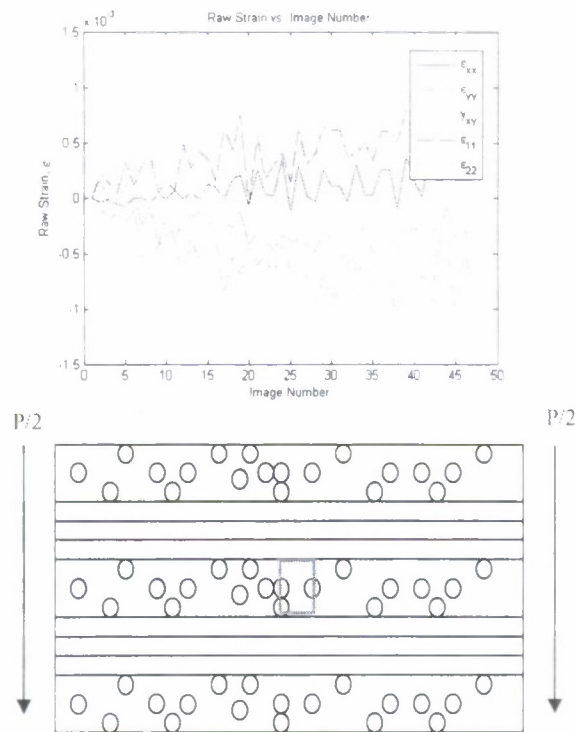 Raw Strain vs. Image Number
× 10⁻³
1.5
1
0.5
0
-0.5
-1
-1.5
Raw Strain, ε
0 5 10 15 20 25 30 35 40 45 50
Image Number
ε_xx
ε_yy
γ_xy
ε_11
ε_22
P/2
P/2